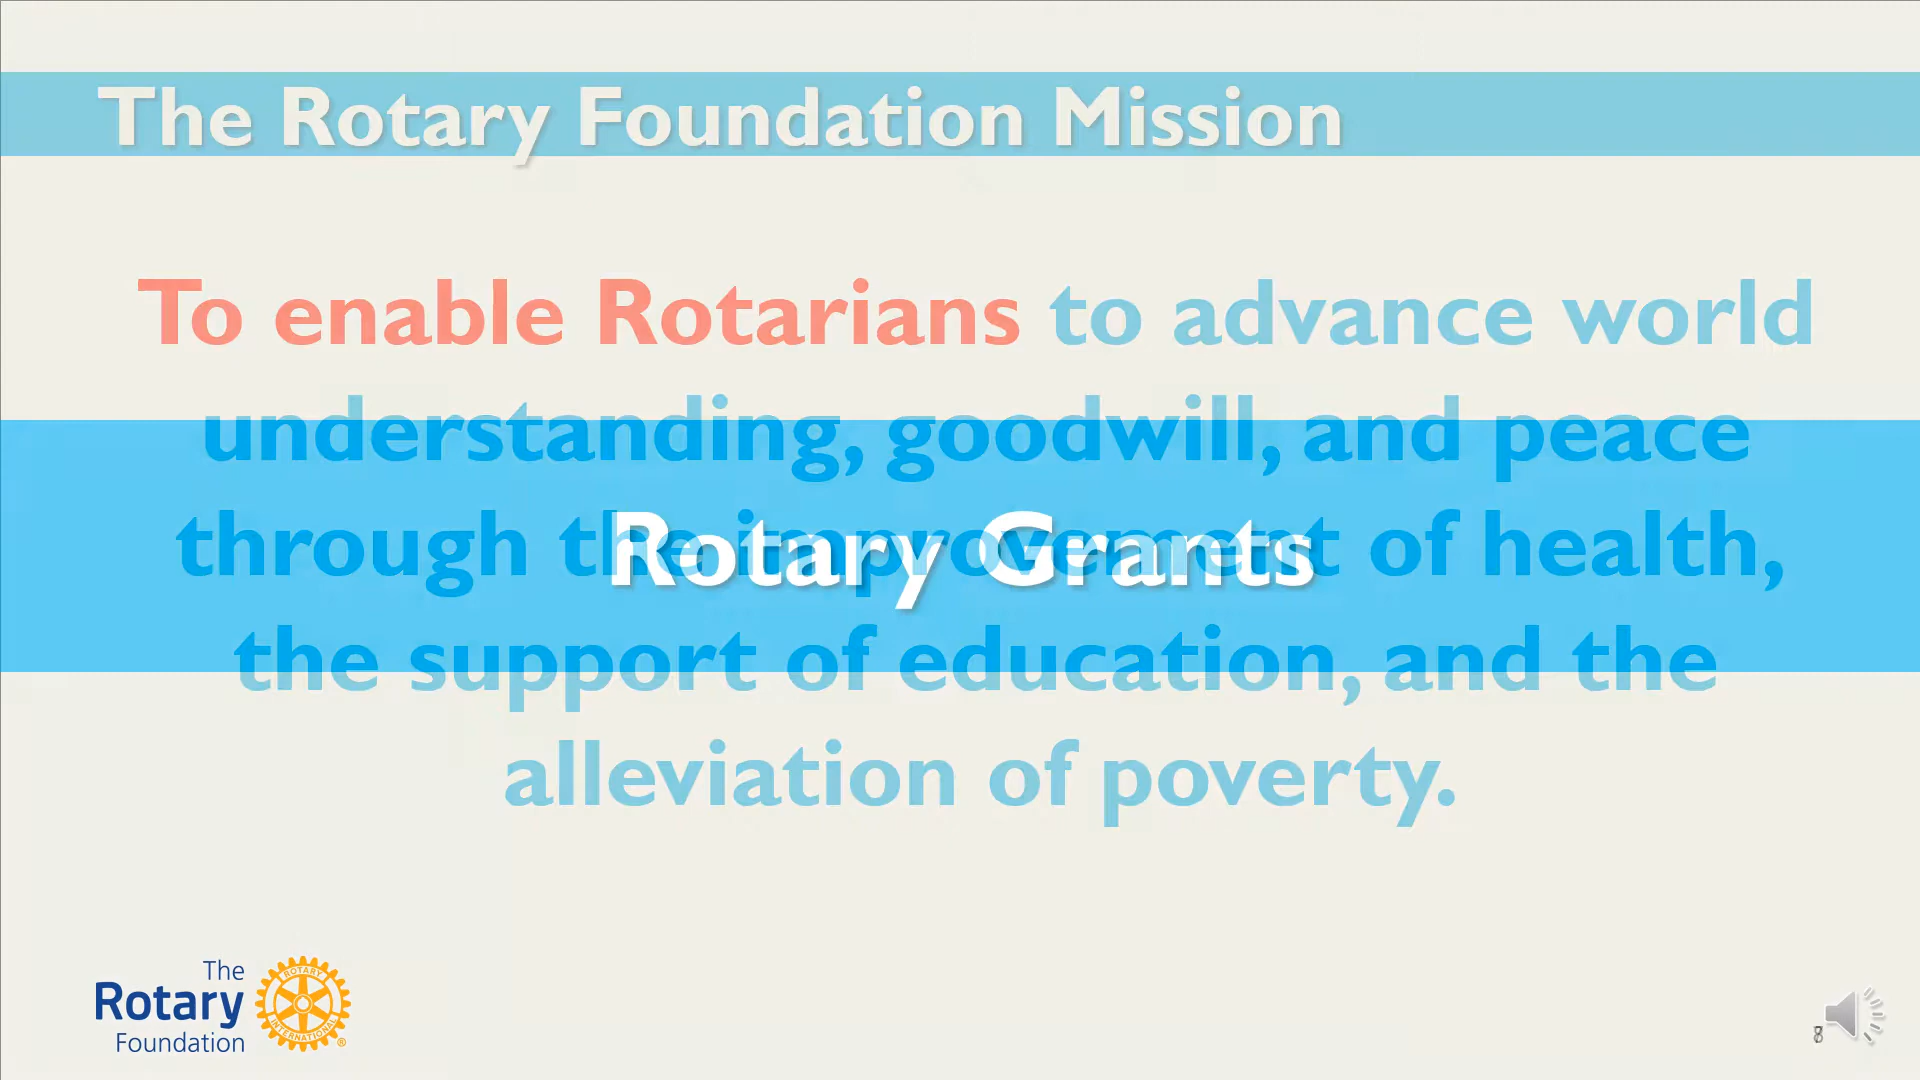 The Rotary Foundation Mission
To enable Rotarians to advance world
understanding, goodwill, and peace
through the improvement of health,
Rotary Grants
the support of education, and the
alleviation of poverty.
The
Rotary
Foundation
ROTARY
INTERNATIONAL
®